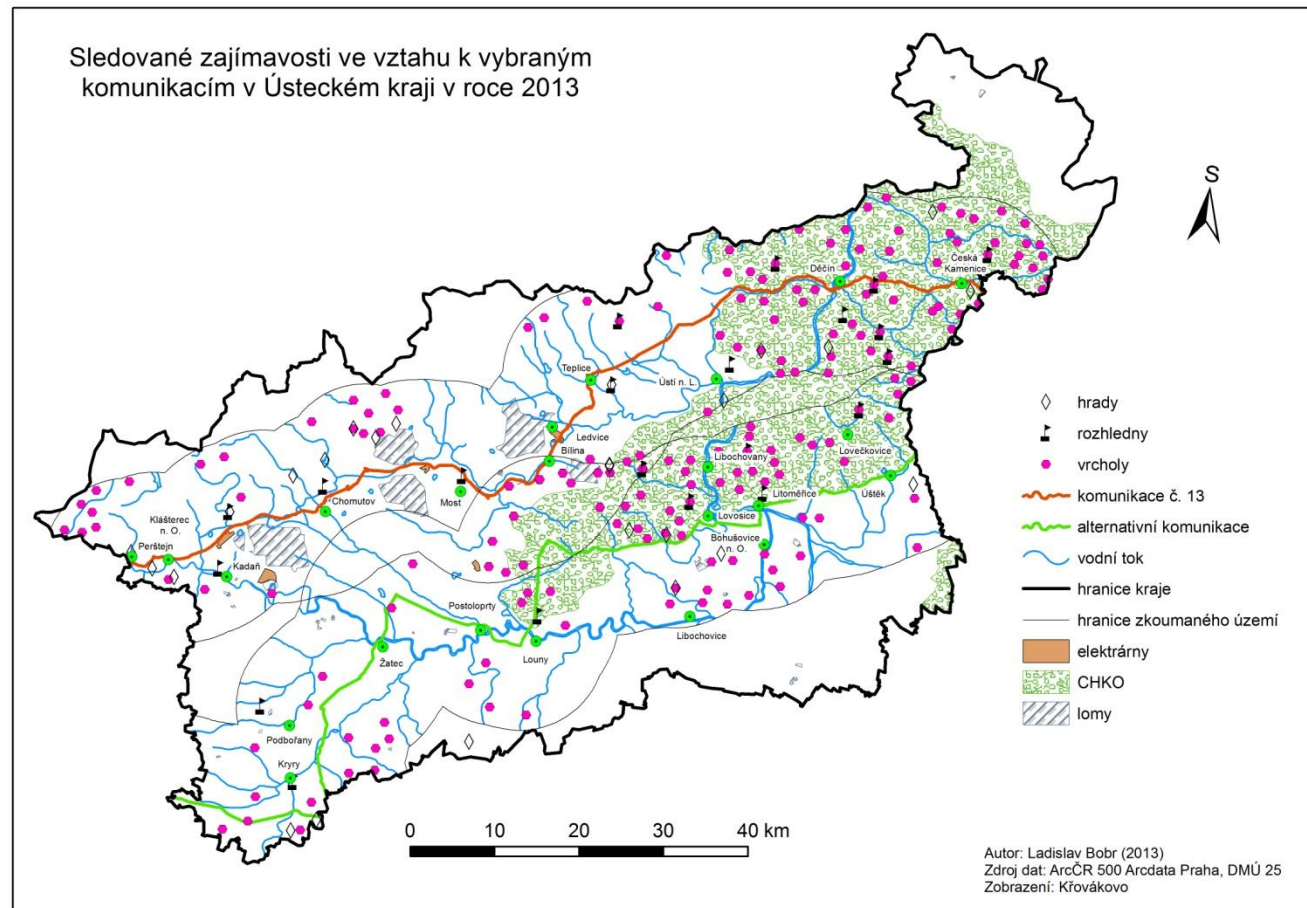 Sledované zajímavosti ve vztahu k vybraným
komunikacím v Ústeckém kraji v roce 2013
S
Česká
Kamenice
Děčín
Teplice
Ústí n. L.
Ledvice
Bílina
Libochovany
Lovečkovice
Most
Chomutov
Litoměřice
Úštěk
Klášterec
n. O.
Lovosice
Perštejn
Bohušovice
n. O.
Kadaň
Postoloprty
Libochovice
Žatec
Louny
Podbořany
Kryry
hrady
rozhledny
vrcholy
komunikace č. 13
alternativní komunikace
vodní tok
hranice kraje
hranice zkoumaného území
elektrárny
CHKO
lomy
0 10 20 30 40 km
Autor: Ladislav Bobr (2013)
Zdroj dat: ArcČR 500 Arcdata Praha, DMÚ 25
Zobrazení: Křovákovo